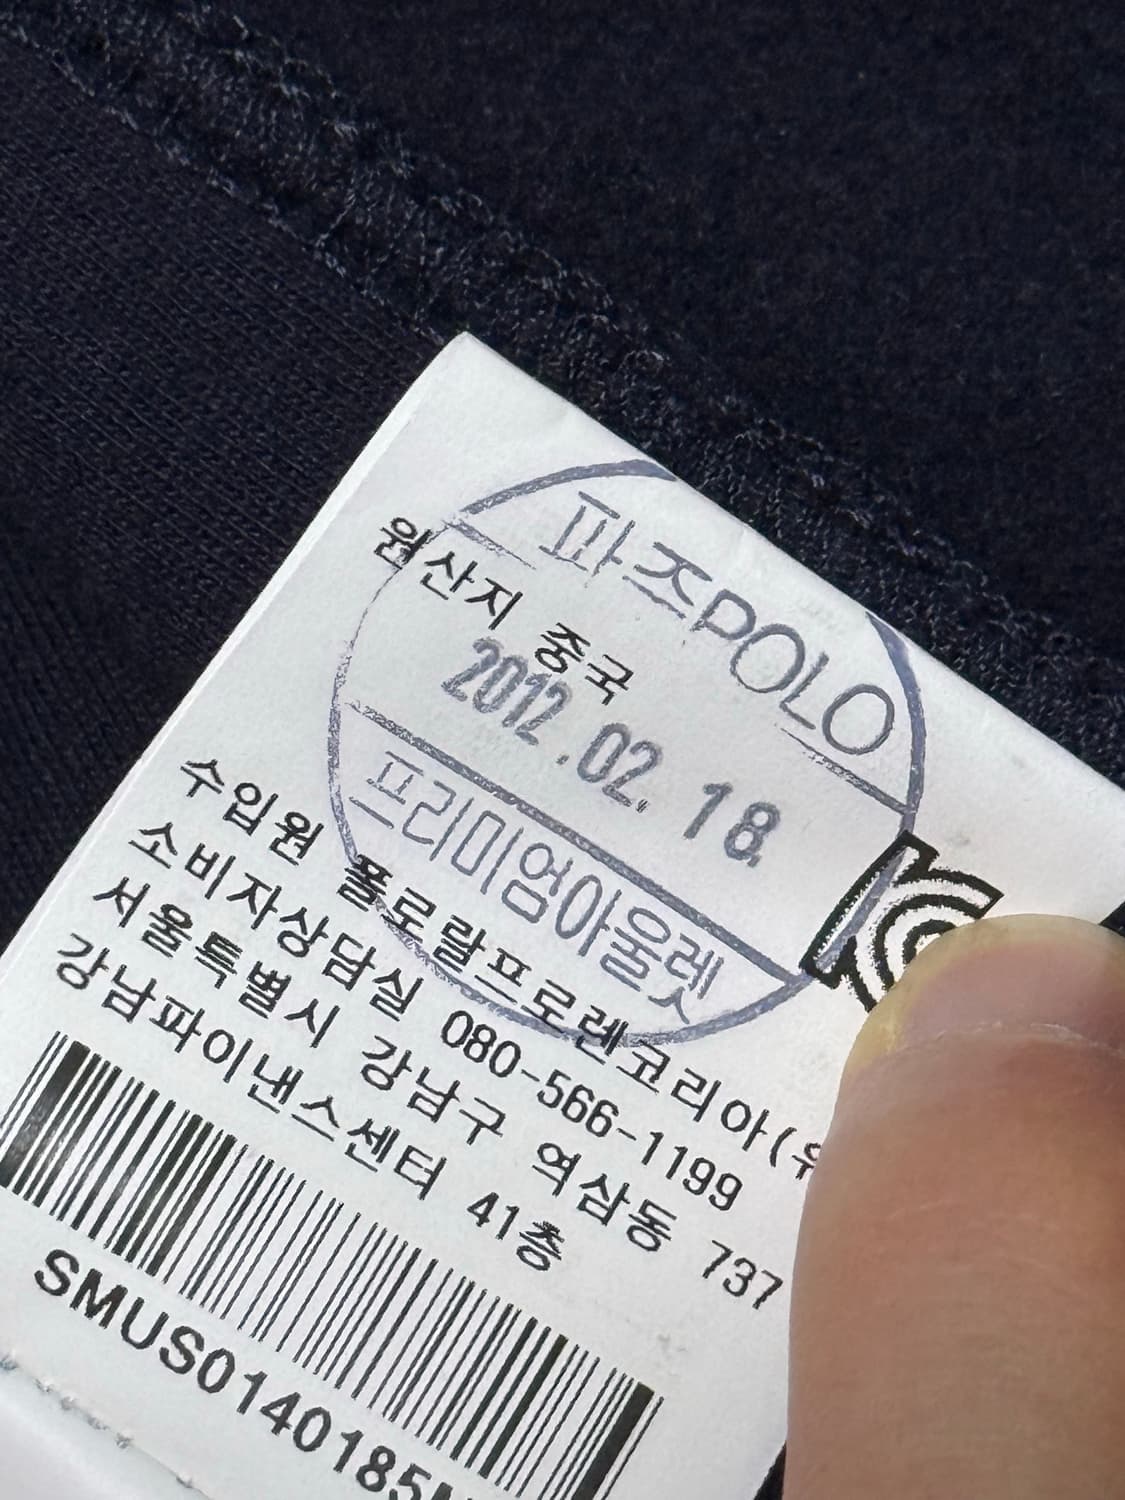 파주POLO
원산지 중국
2012.02.18.
프리미엄아울렛
수입원 폴로랄프로렌코리아(유
소비자상담실 080-566-1199
서울특별시 강남구 역삼동 737
강남파이낸스센터 41층
SMUS0140185